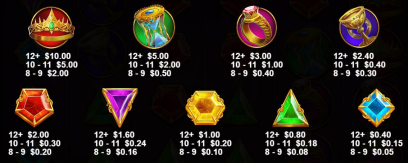 12+ $10.00
10 - 11 $5.00
8 - 9 $2.00
12+ $5.00
10 - 11 $2.00
8 - 9 $0.50
12+ $3.00
10 - 11 $1.00
8 - 9 $0.40
12+ $2.40
10 - 11 $0.40
8 - 9 $0.30
12+ $2.00
10 - 11 $0.30
8 - 9 $0.20
12+ $1.60
10 - 11 $0.24
8 - 9 $0.16
12+ $1.00
10 - 11 $0.20
8 - 9 $0.10
12+ $0.80
10 - 11 $0.18
8 - 9 $0.08
12+ $0.40
10 - 11 $0.15
8 - 9 $0.05